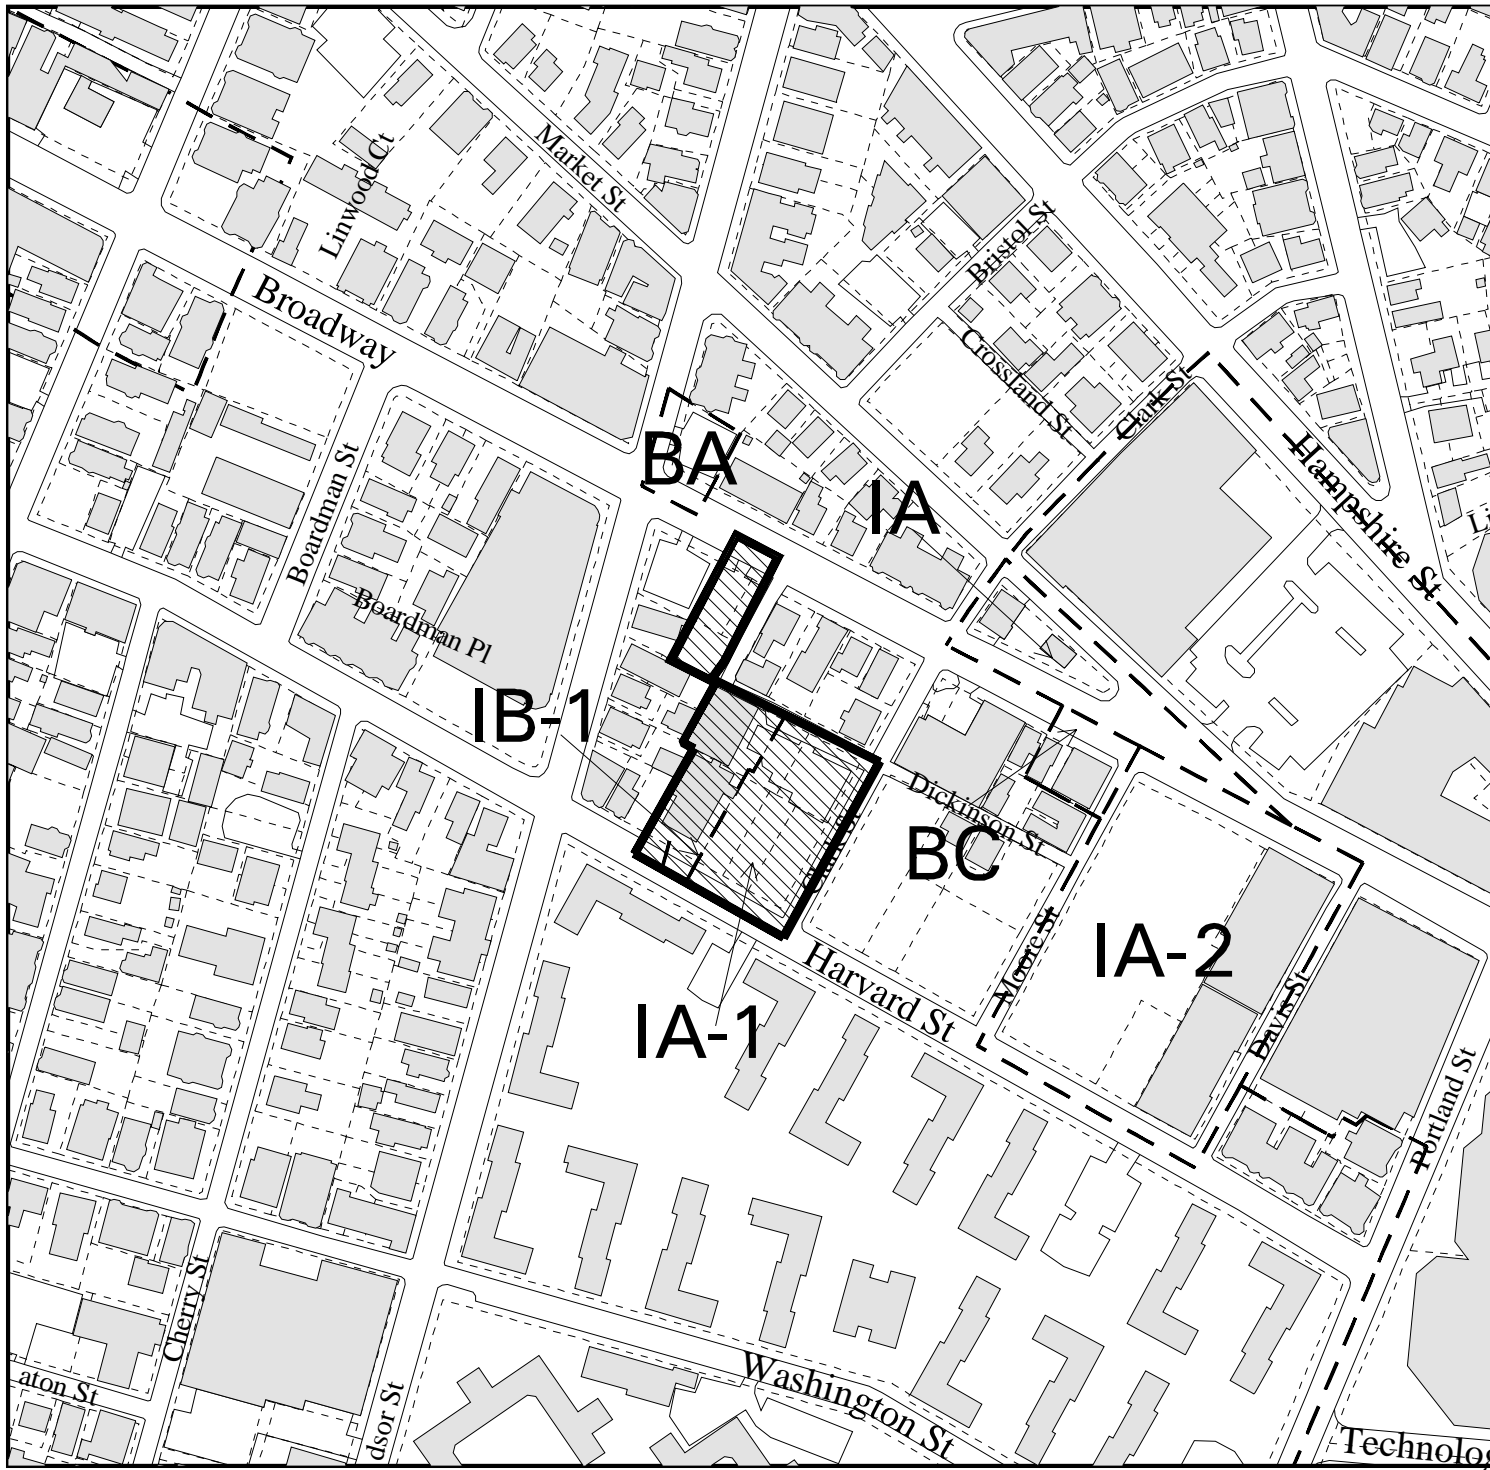 Market St
Linwood Ct
Bristol St
Broadway
Crossland St
Clark St
BA
Hampshire St
IA
Boardman St
Boardman Pl
IB-1
Dickinson St
BC
IA-2
Moore St
Harvard St
IA-1
Davis St
Portland St
Cherry St
Washington St
aton St
dsor St
Technolo